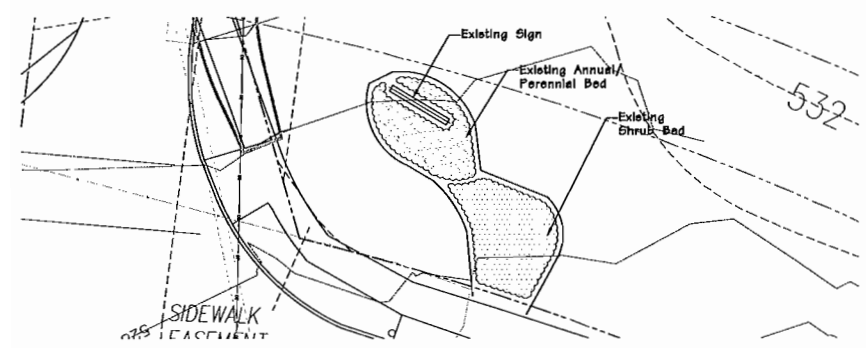 Existing Sign
Existing Annual/
Perennial Bed
532
Existing
Shrub Bed
SIDEWALK
EASEMENT